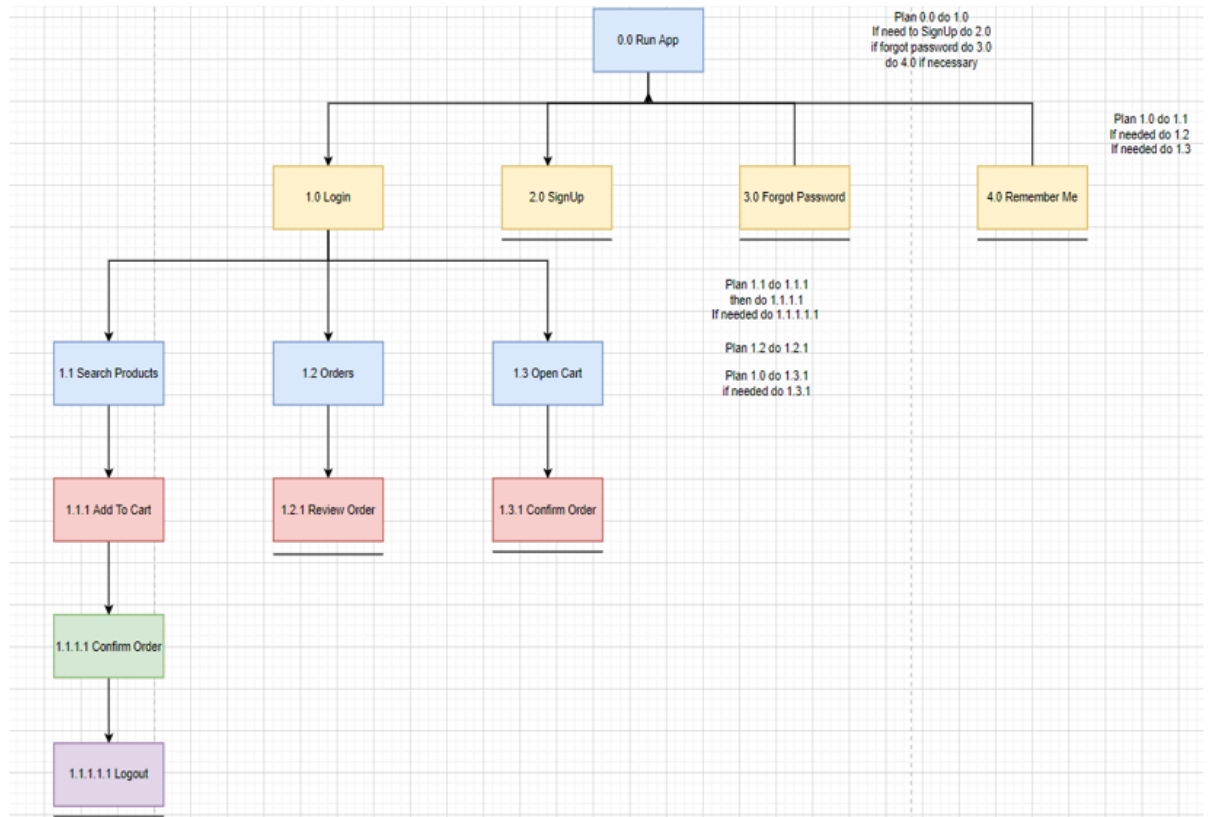 0.0 Run App
Plan 0.0 do 1.0
If need to SignUp do 2.0
if forgot password do 3.0
do 4.0 if necessary
Plan 1.0 do 1.1
If needed do 1.2
If needed do 1.3
1.0 Login
2.0 SignUp
3.0 Forgot Password
4.0 Remember Me
Plan 1.1 do 1.1.1
then do 1.1.1.1
If needed do 1.1.1.1.1
Plan 1.2 do 1.2.1
Plan 1.0 do 1.3.1
if needed do 1.3.1
1.1 Search Products
1.2 Orders
1.3 Open Cart
1.1.1 Add To Cart
1.2.1 Review Order
1.3.1 Confirm Order
1.1.1.1 Confirm Order
1.1.1.1.1 Logout